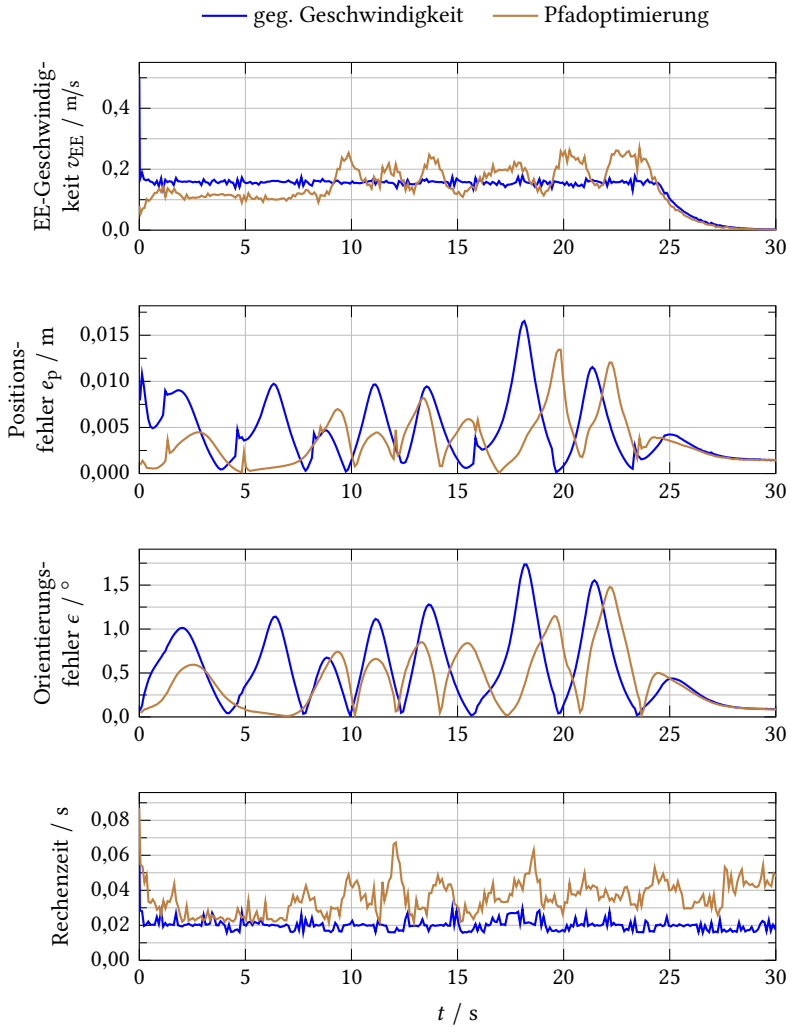 geg. Geschwindigkeit Pfadoptimierung
EE-Geschwindig-
keit v_EE / m/s
0,4
0,2
0,0
0 5 10 15 20 25 30
Positions-
fehler e_p / m
0,015
0,010
0,005
0,000
0 5 10 15 20 25 30
Orientierungs-
fehler ϵ / °
1,5
1,0
0,5
0,0
0 5 10 15 20 25 30
Rechenzeit / s
0,08
0,06
0,04
0,02
0,00
0 5 10 15 20 25 30
t / s